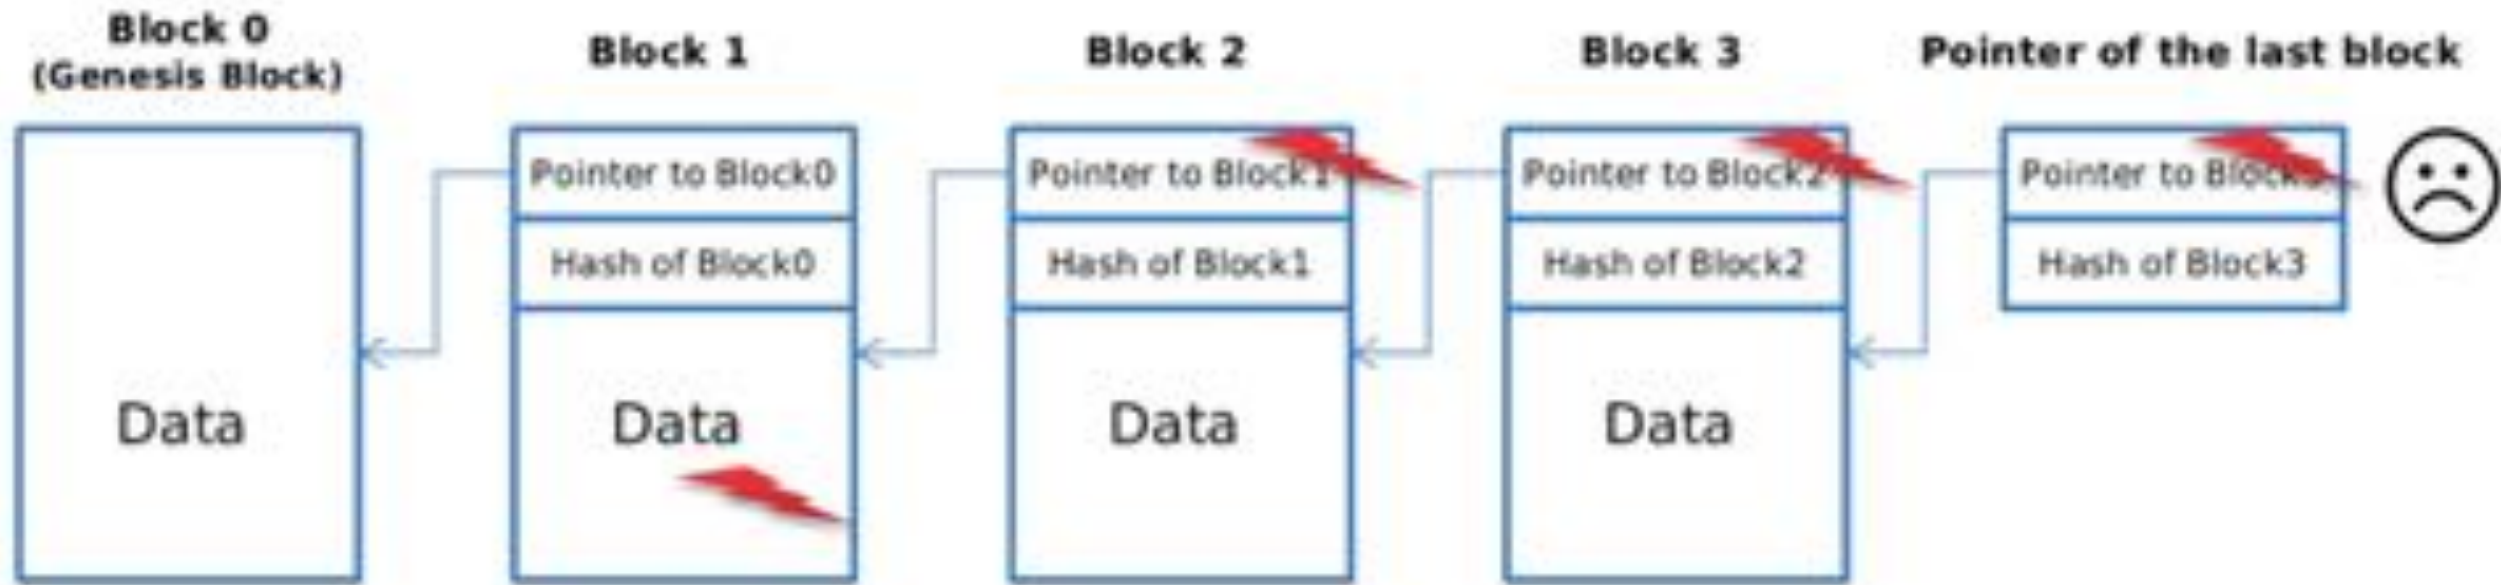 Block 0
(Genesis Block)
Block 1
Block 2
Block 3
Pointer of the last block
Data
Pointer to Block0
Hash of Block0
Data
Pointer to Block1
Hash of Block1
Data
Pointer to Block2
Hash of Block2
Data
Pointer to
Hash of Block3